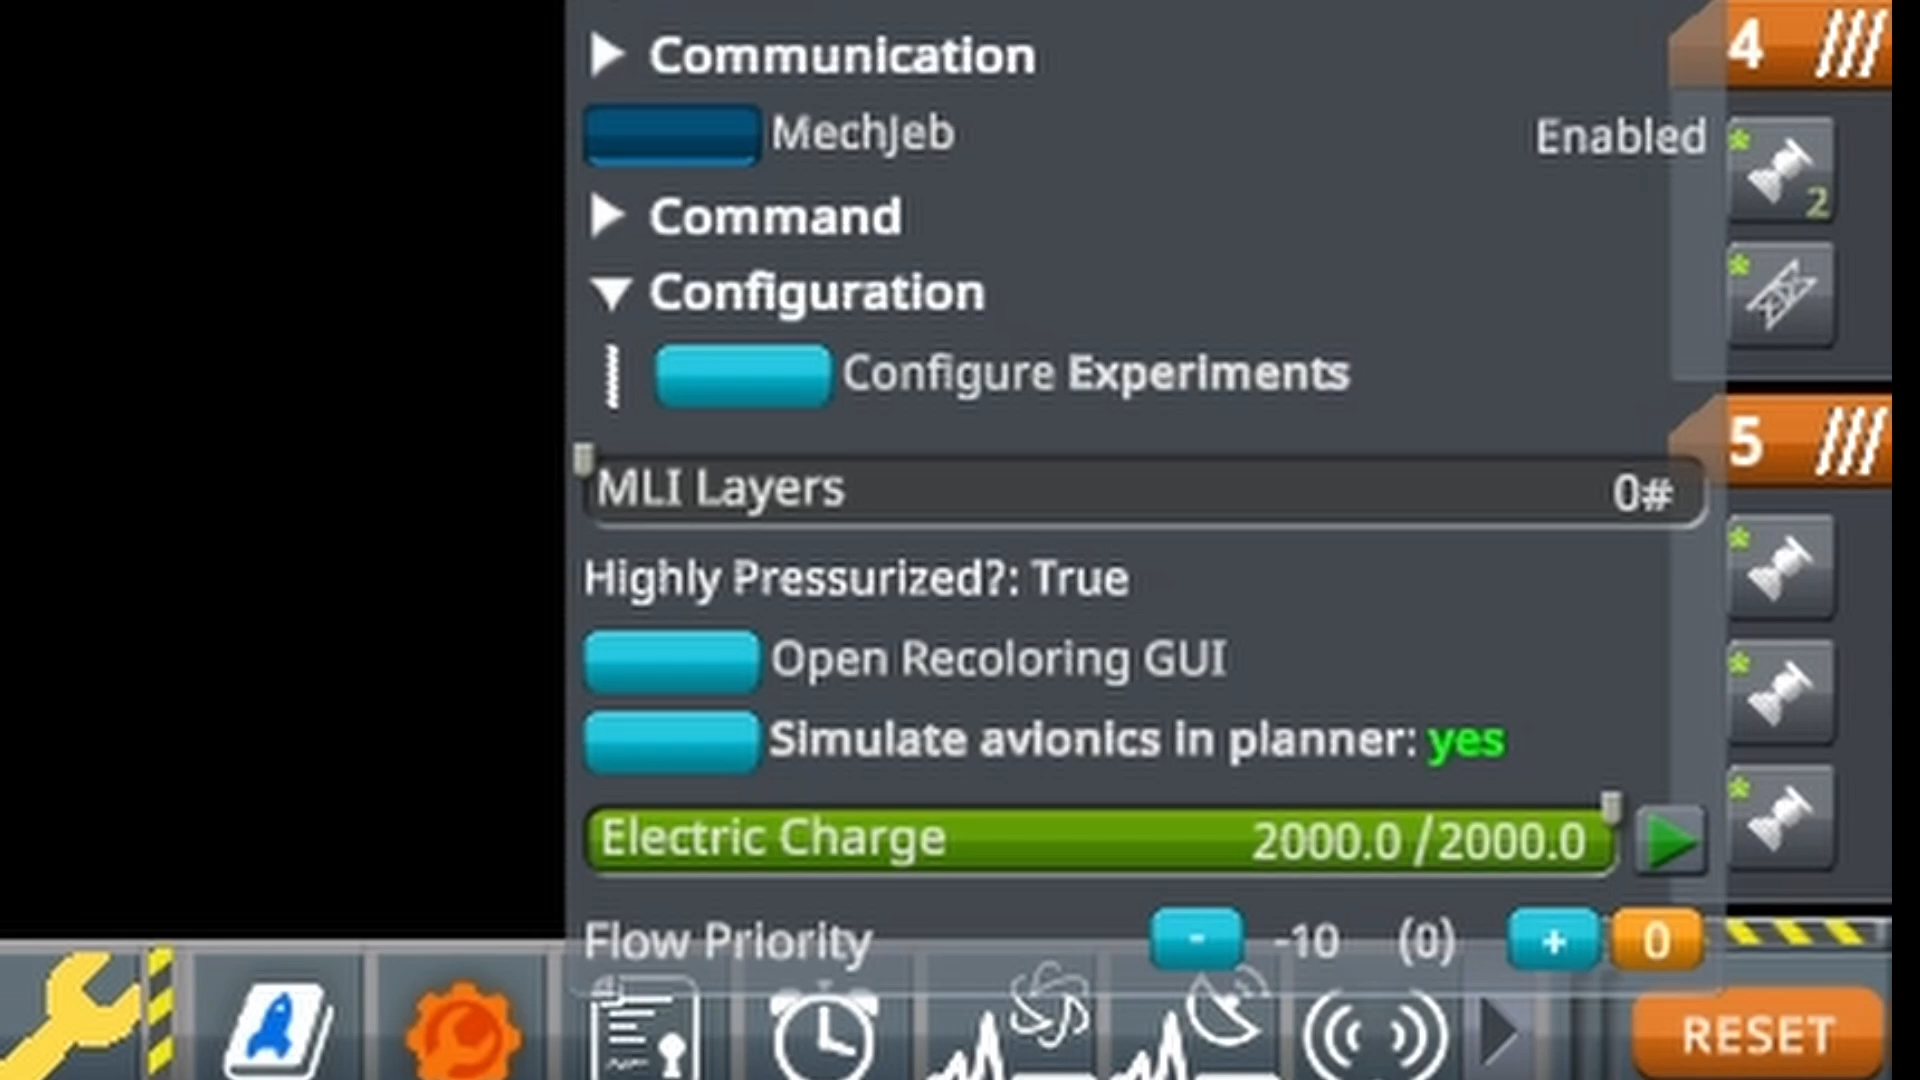 Communication
4
MechJeb
Enabled
2
Command
Configuration
Configure Experiments
5
MLI Layers
0#
Highly Pressurized?: True
Open Recoloring GUI
Simulate avionics in planner: yes
Electric Charge
2000.0 / 2000.0
Flow Priority
- -10 (0) + 0
RESET